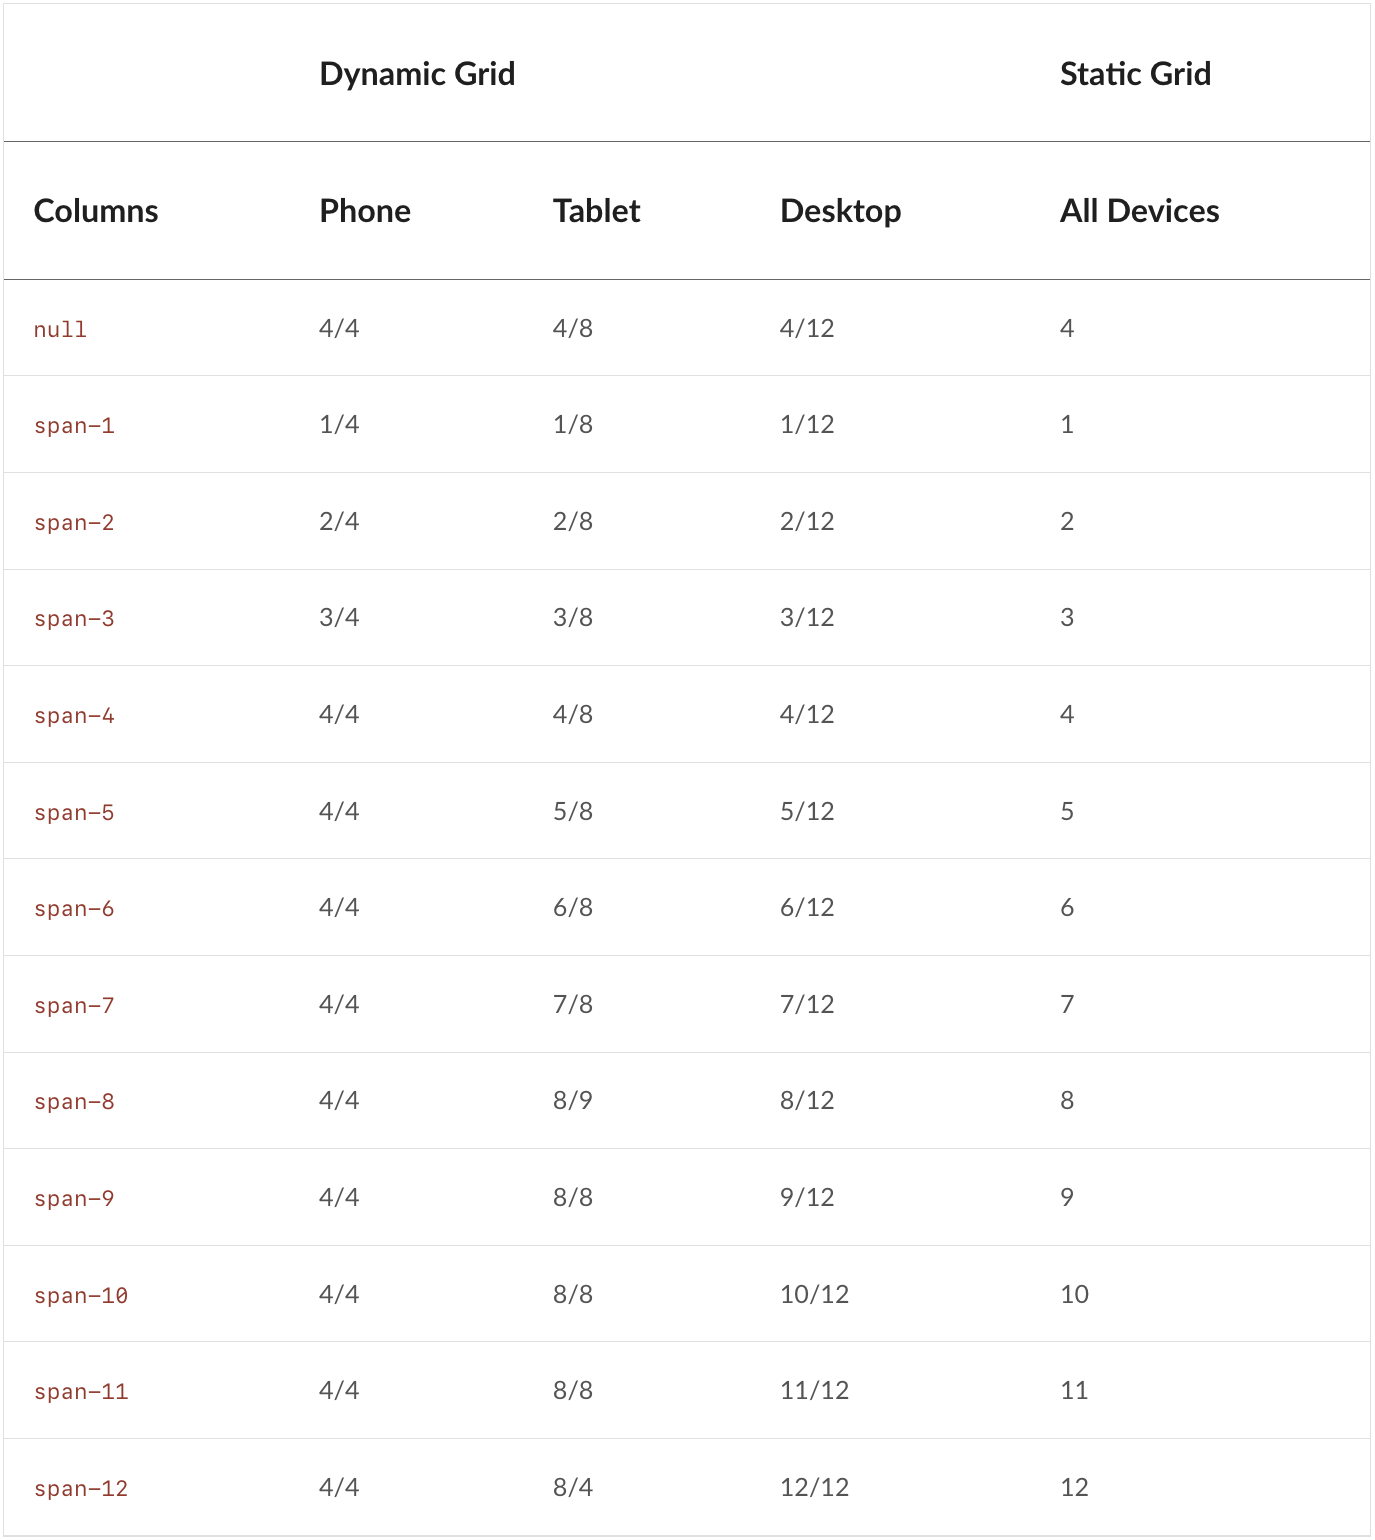 Dynamic Grid Static Grid
Columns Phone Tablet Desktop All Devices
null 4/4 4/8 4/12 4
span-1 1/4 1/8 1/12 1
span-2 2/4 2/8 2/12 2
span-3 3/4 3/8 3/12 3
span-4 4/4 4/8 4/12 4
span-5 4/4 5/8 5/12 5
span-6 4/4 6/8 6/12 6
span-7 4/4 7/8 7/12 7
span-8 4/4 8/9 8/12 8
span-9 4/4 8/8 9/12 9
span-10 4/4 8/8 10/12 10
span-11 4/4 8/8 11/12 11
span-12 4/4 8/4 12/12 12